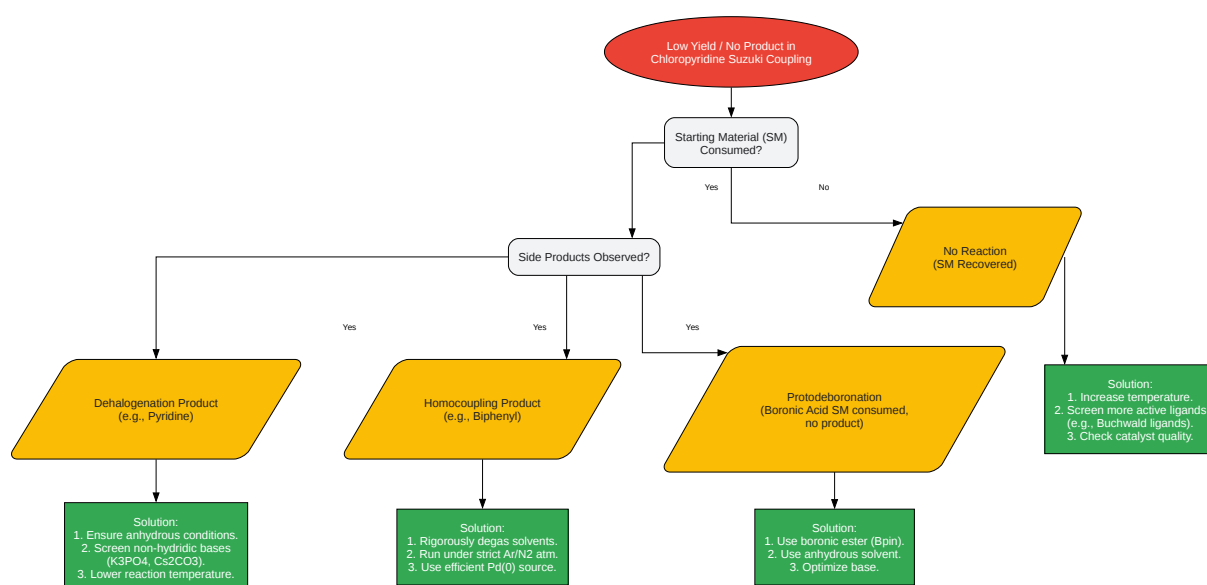 Low Yield / No Product in
Chloropyridine Suzuki Coupling
Starting Material (SM)
Consumed?
Yes
No
No Reaction
(SM Recovered)
Side Products Observed?
Yes
Yes
Yes
Dehalogenation Product
(e.g., Pyridine)
Homocoupling Product
(e.g., Biphenyl)
Protodeboronation
(Boronic Acid SM consumed,
no product)
Solution:
1. Increase temperature.
2. Screen more active ligands
(e.g., Buchwald ligands).
3. Check catalyst quality.
Solution:
1. Ensure anhydrous conditions.
2. Screen non-hydridic bases
(K3PO4, Cs2CO3).
3. Lower reaction temperature.
Solution:
1. Rigorously degas solvents.
2. Run under strict Ar/N2 atm.
3. Use efficient Pd(0) source.
Solution:
1. Use boronic ester (Bpin).
2. Use anhydrous solvent.
3. Optimize base.